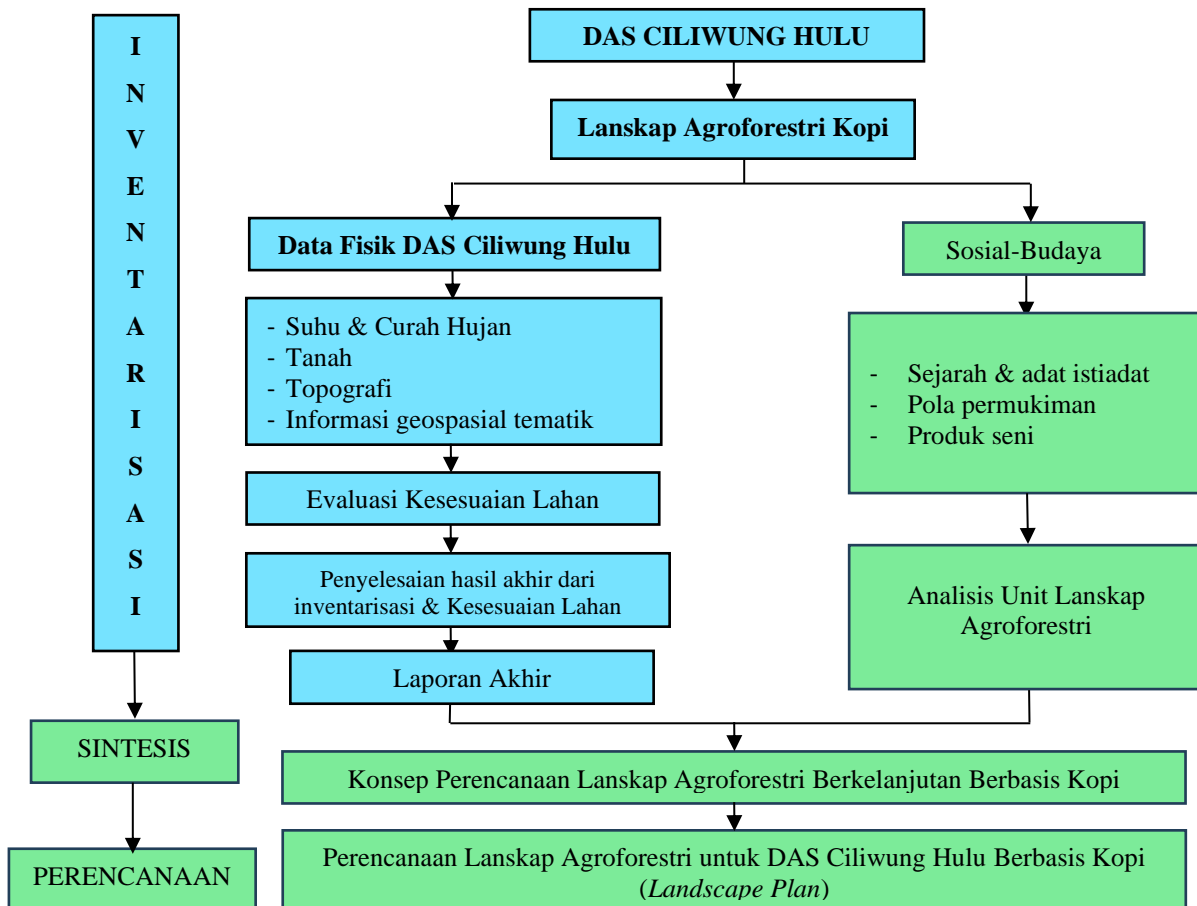 INVENTARISASI
SINTESIS
PERENCANAAN
DAS CILIWUNG HULU
Lanskap Agroforestri Kopi
Data Fisik DAS Ciliwung Hulu
- Suhu & Curah Hujan
- Tanah
- Topografi
- Informasi geospasial tematik
Evaluasi Kesesuaian Lahan
Penyelesaian hasil akhir dari
inventarisasi & Kesesuaian Lahan
Laporan Akhir
Sosial-Budaya
- Sejarah & adat istiadat
- Pola permukiman
- Produk seni
Analisis Unit Lanskap
Agroforestri
Konsep Perencanaan Lanskap Agroforestri Berkelanjutan Berbasis Kopi
Perencanaan Lanskap Agroforestri untuk DAS Ciliwung Hulu Berbasis Kopi
(Landscape Plan)